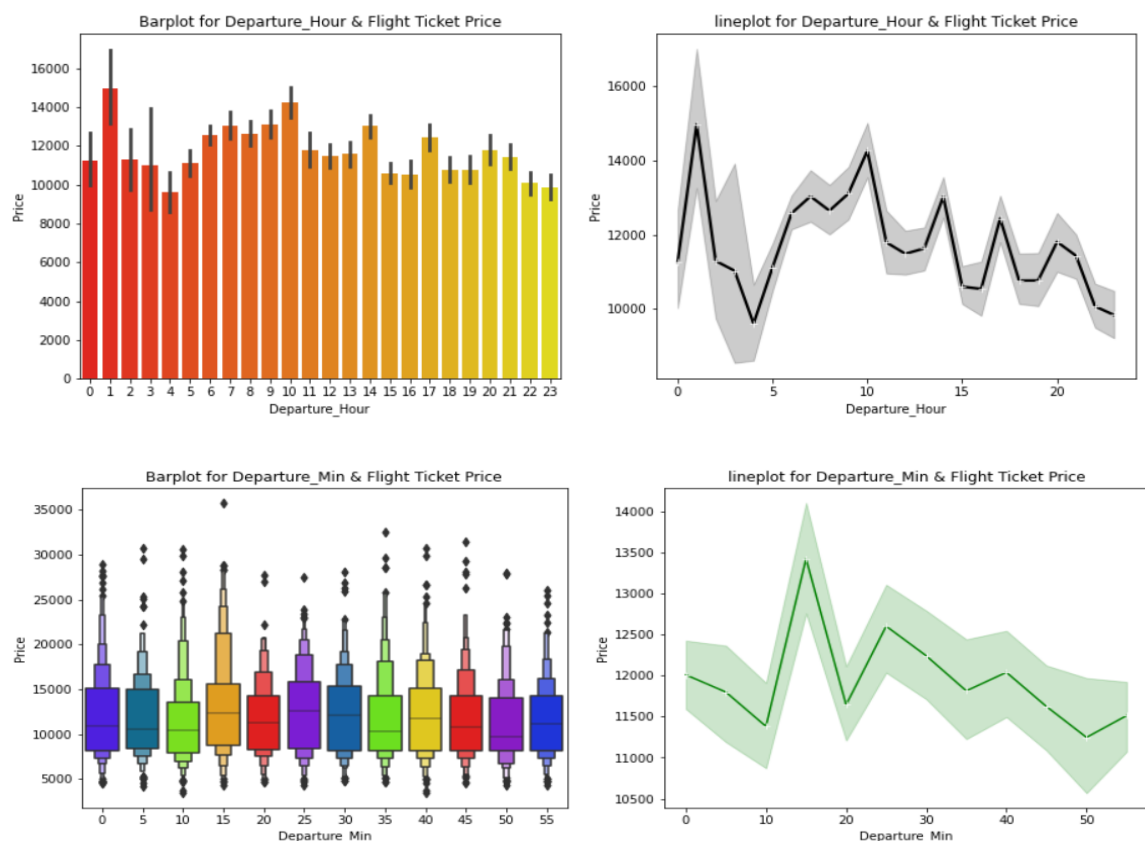 Barplot for Departure_Hour & Flight Ticket Price
16000
14000
12000
10000
8000
6000
4000
2000
0
Price
0 1 2 3 4 5 6 7 8 9 10 11 12 13 14 15 16 17 18 19 20 21 22 23
Departure_Hour
lineplot for Departure_Hour & Flight Ticket Price
16000
14000
12000
10000
Price
0 5 10 15 20
Departure_Hour
Barplot for Departure_Min & Flight Ticket Price
35000
30000
25000
20000
15000
10000
5000
Price
0 5 10 15 20 25 30 35 40 45 50 55
Departure_Min
lineplot for Departure_Min & Flight Ticket Price
14000
13500
13000
12500
12000
11500
11000
10500
Price
0 10 20 30 40 50
Departure_Min